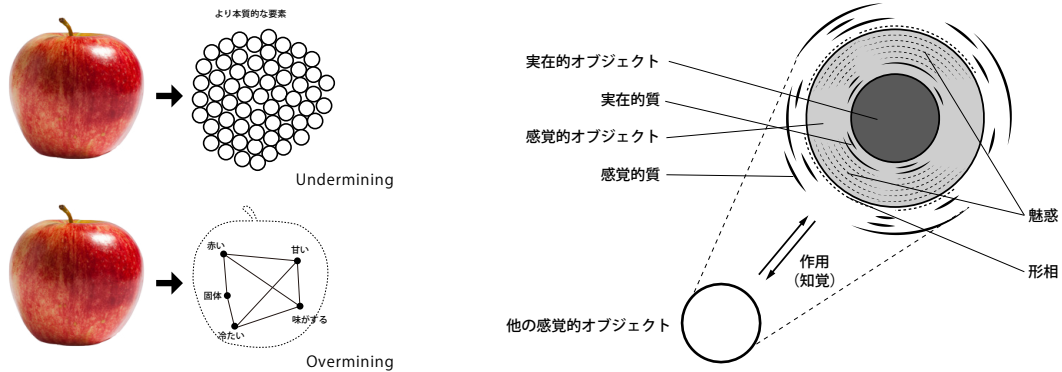 より本質的な要素
Undermining
赤い
甘い
固体
味がする
冷たい
Overmining
実在的オブジェクト
実在的質
感覚的オブジェクト
感覚的質
魅惑
形相
作用
（知覚）
他の感覚的オブジェクト